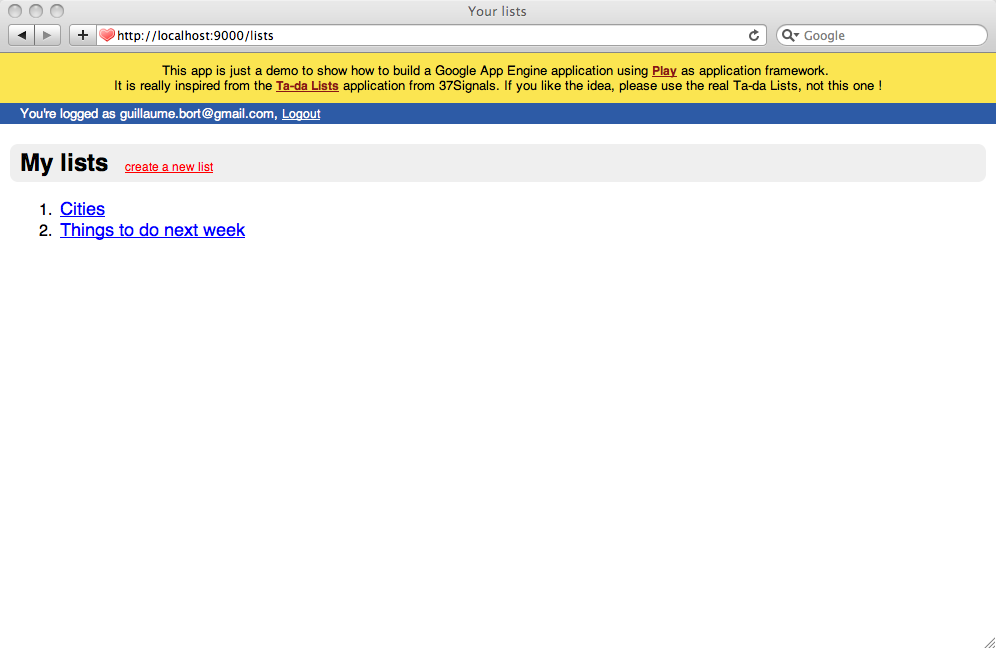 Your lists
http://localhost:9000/lists
Google
This app is just a demo to show how to build a Google App Engine application using Play as application framework.
It is really inspired from the Ta-da Lists application from 37Signals. If you like the idea, please use the real Ta-da Lists, not this one !
You're logged as guillaume.bort@gmail.com, Logout
My lists create a new list
1. Cities
2. Things to do next week